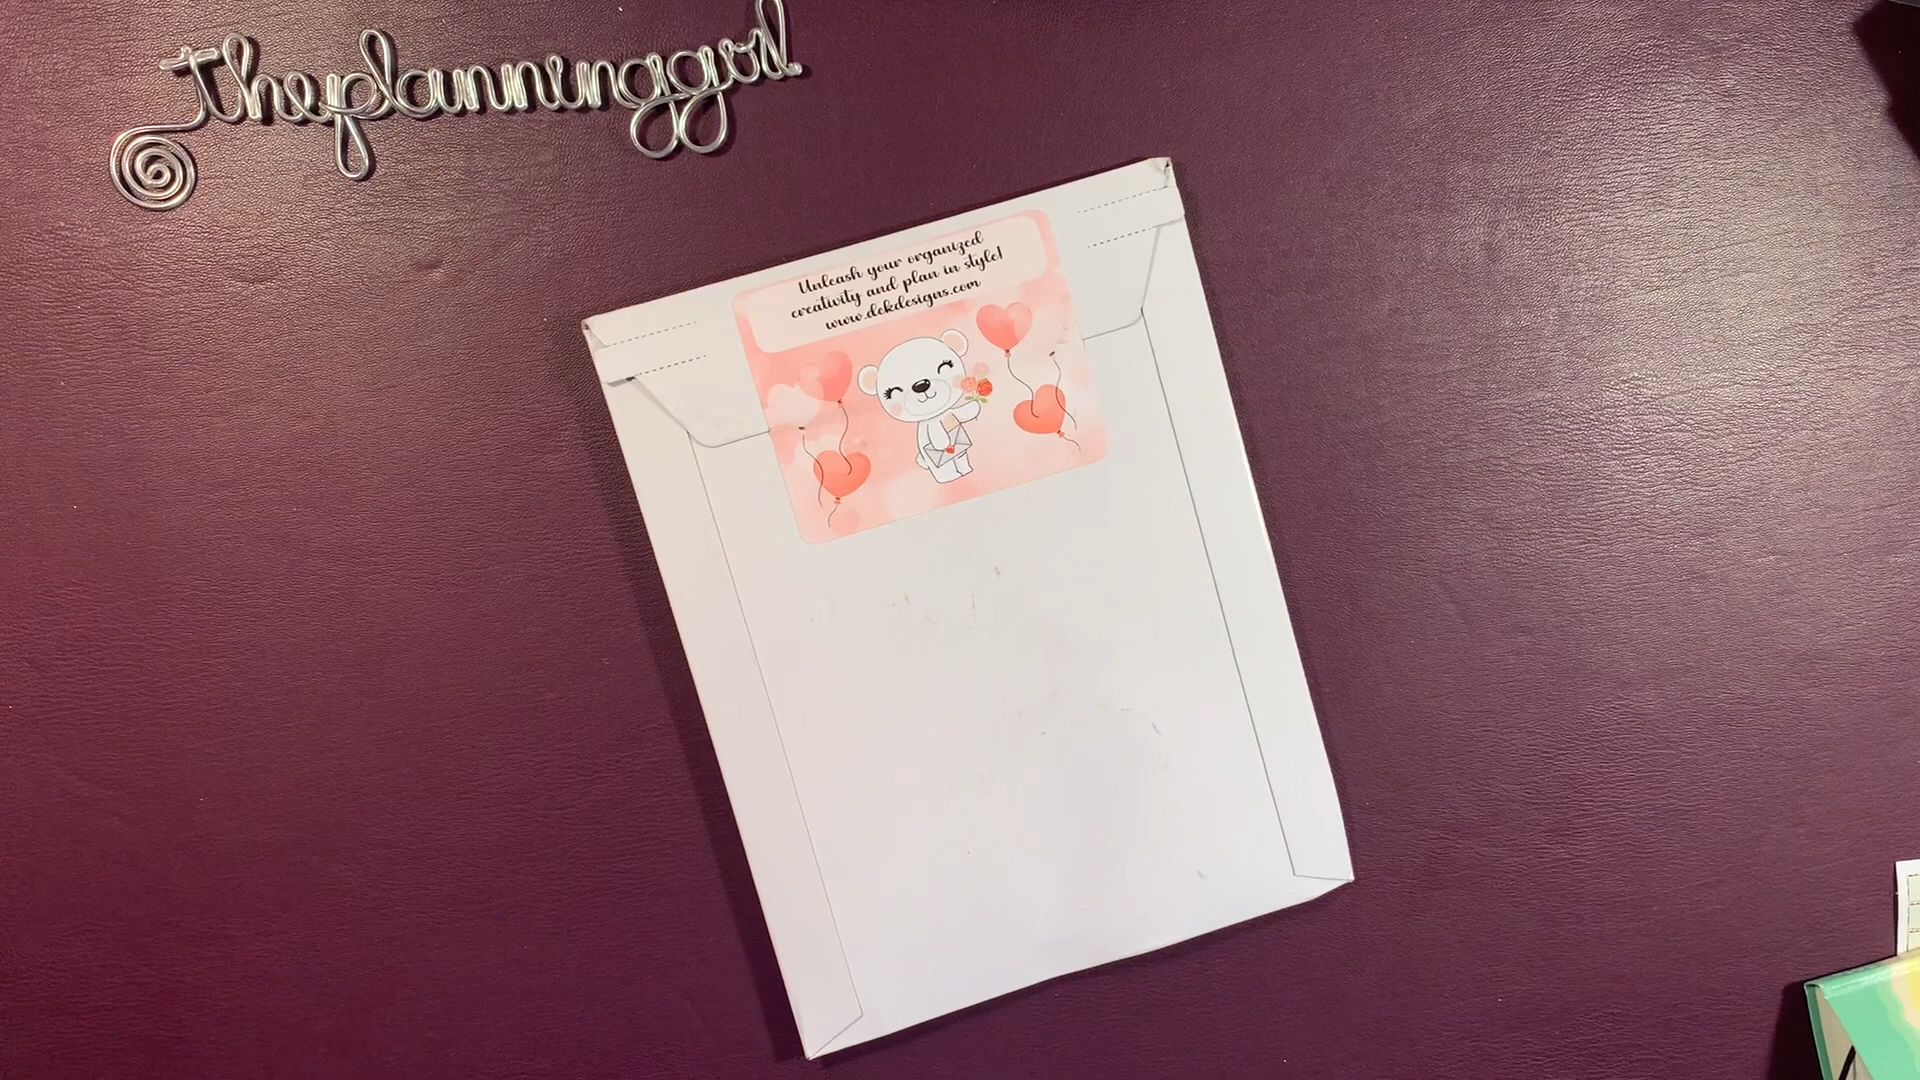 theplanninggirl
Unleash your organized
creativity and plan in style!
www.dckdesigns.com